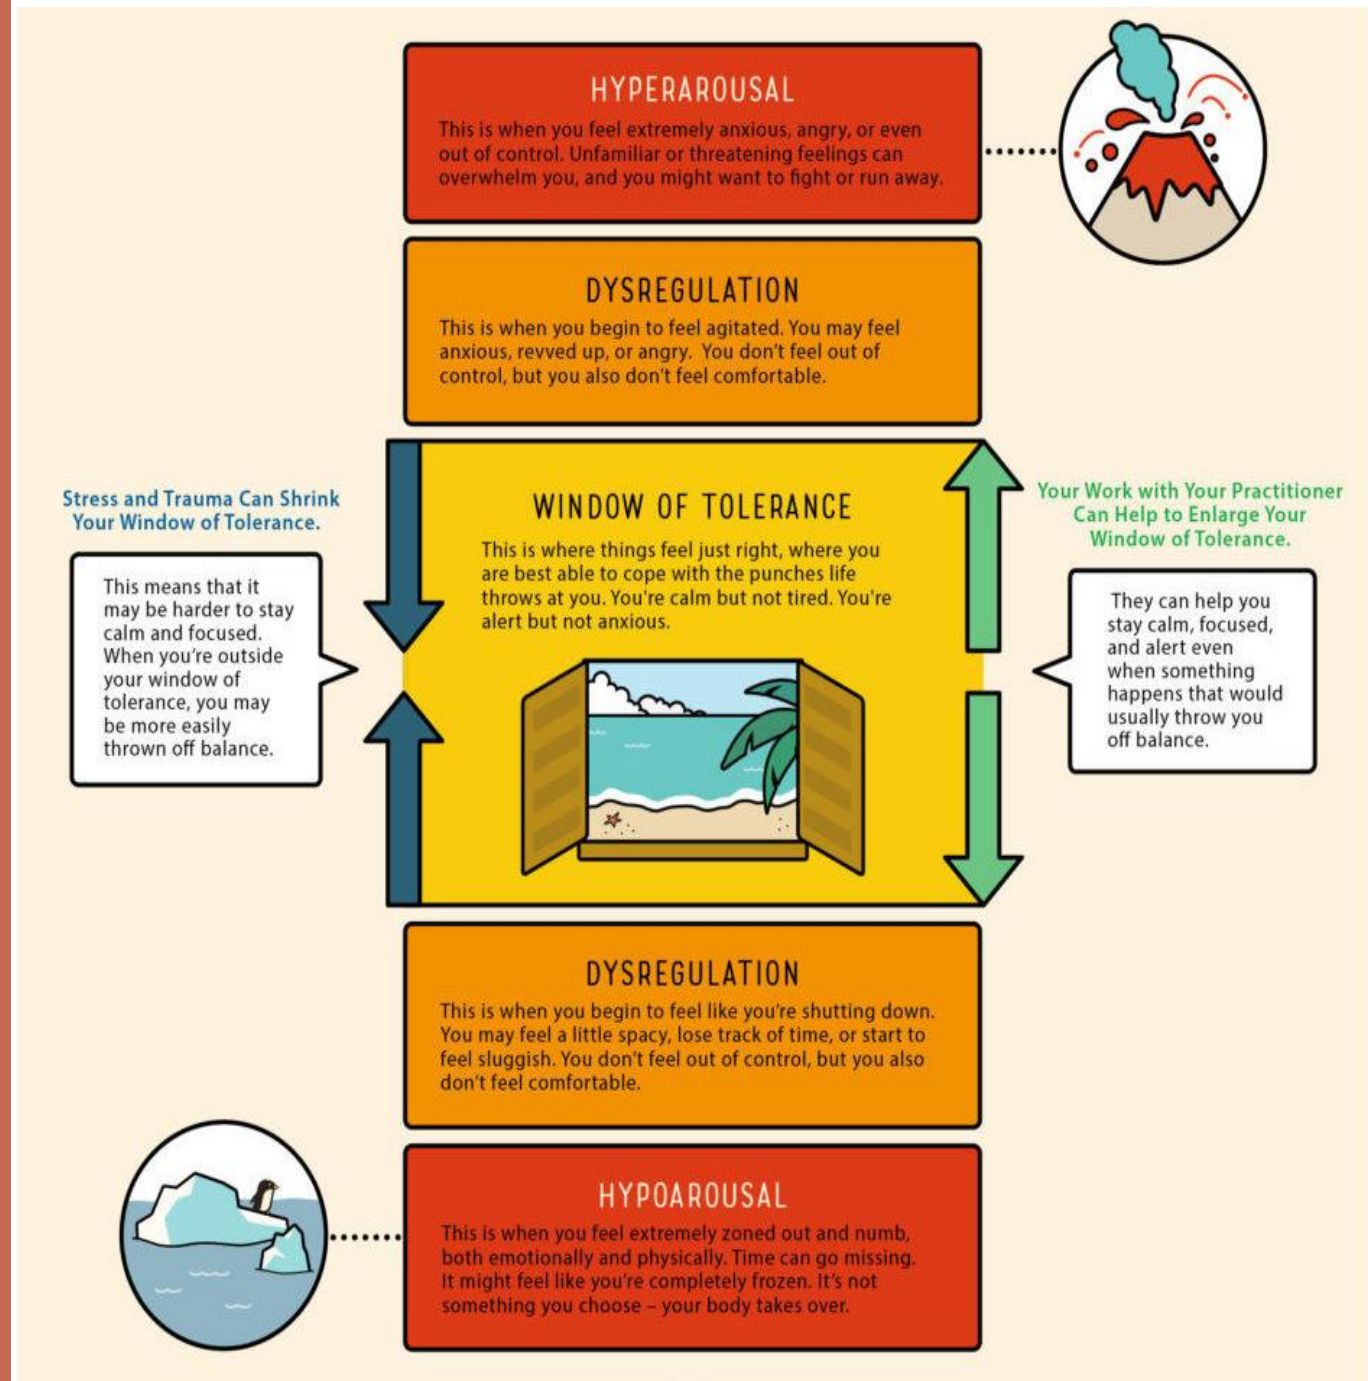 HYPERAROUSAL
This is when you feel extremely anxious, angry, or even
out of control. Unfamiliar or threatening feelings can
overwhelm you, and you might want to fight or run away.
DYSREGULATION
This is when you begin to feel agitated. You may feel
anxious, revved up, or angry.  You don't feel out of
control, but you also don't feel comfortable.
Stress and Trauma Can Shrink
Your Window of Tolerance.
This means that it
may be harder to stay
calm and focused.
When you're outside
your window of
tolerance, you may
be more easily
thrown off balance.
WINDOW OF TOLERANCE
This is where things feel just right, where you
are best able to cope with the punches life
throws at you. You're calm but not tired. You're
alert but not anxious.
Your Work with Your Practitioner
Can Help to Enlarge Your
Window of Tolerance.
They can help you
stay calm, focused,
and alert even
when something
happens that would
usually throw you
off balance.
DYSREGULATION
This is when you begin to feel like you're shutting down.
You may feel a little spacy, lose track of time, or start to
feel sluggish. You don't feel out of control, but you also
don't feel comfortable.
HYPOAROUSAL
This is when you feel extremely zoned out and numb,
both emotionally and physically. Time can go missing.
It might feel like you're completely frozen. It's not
something you choose – your body takes over.